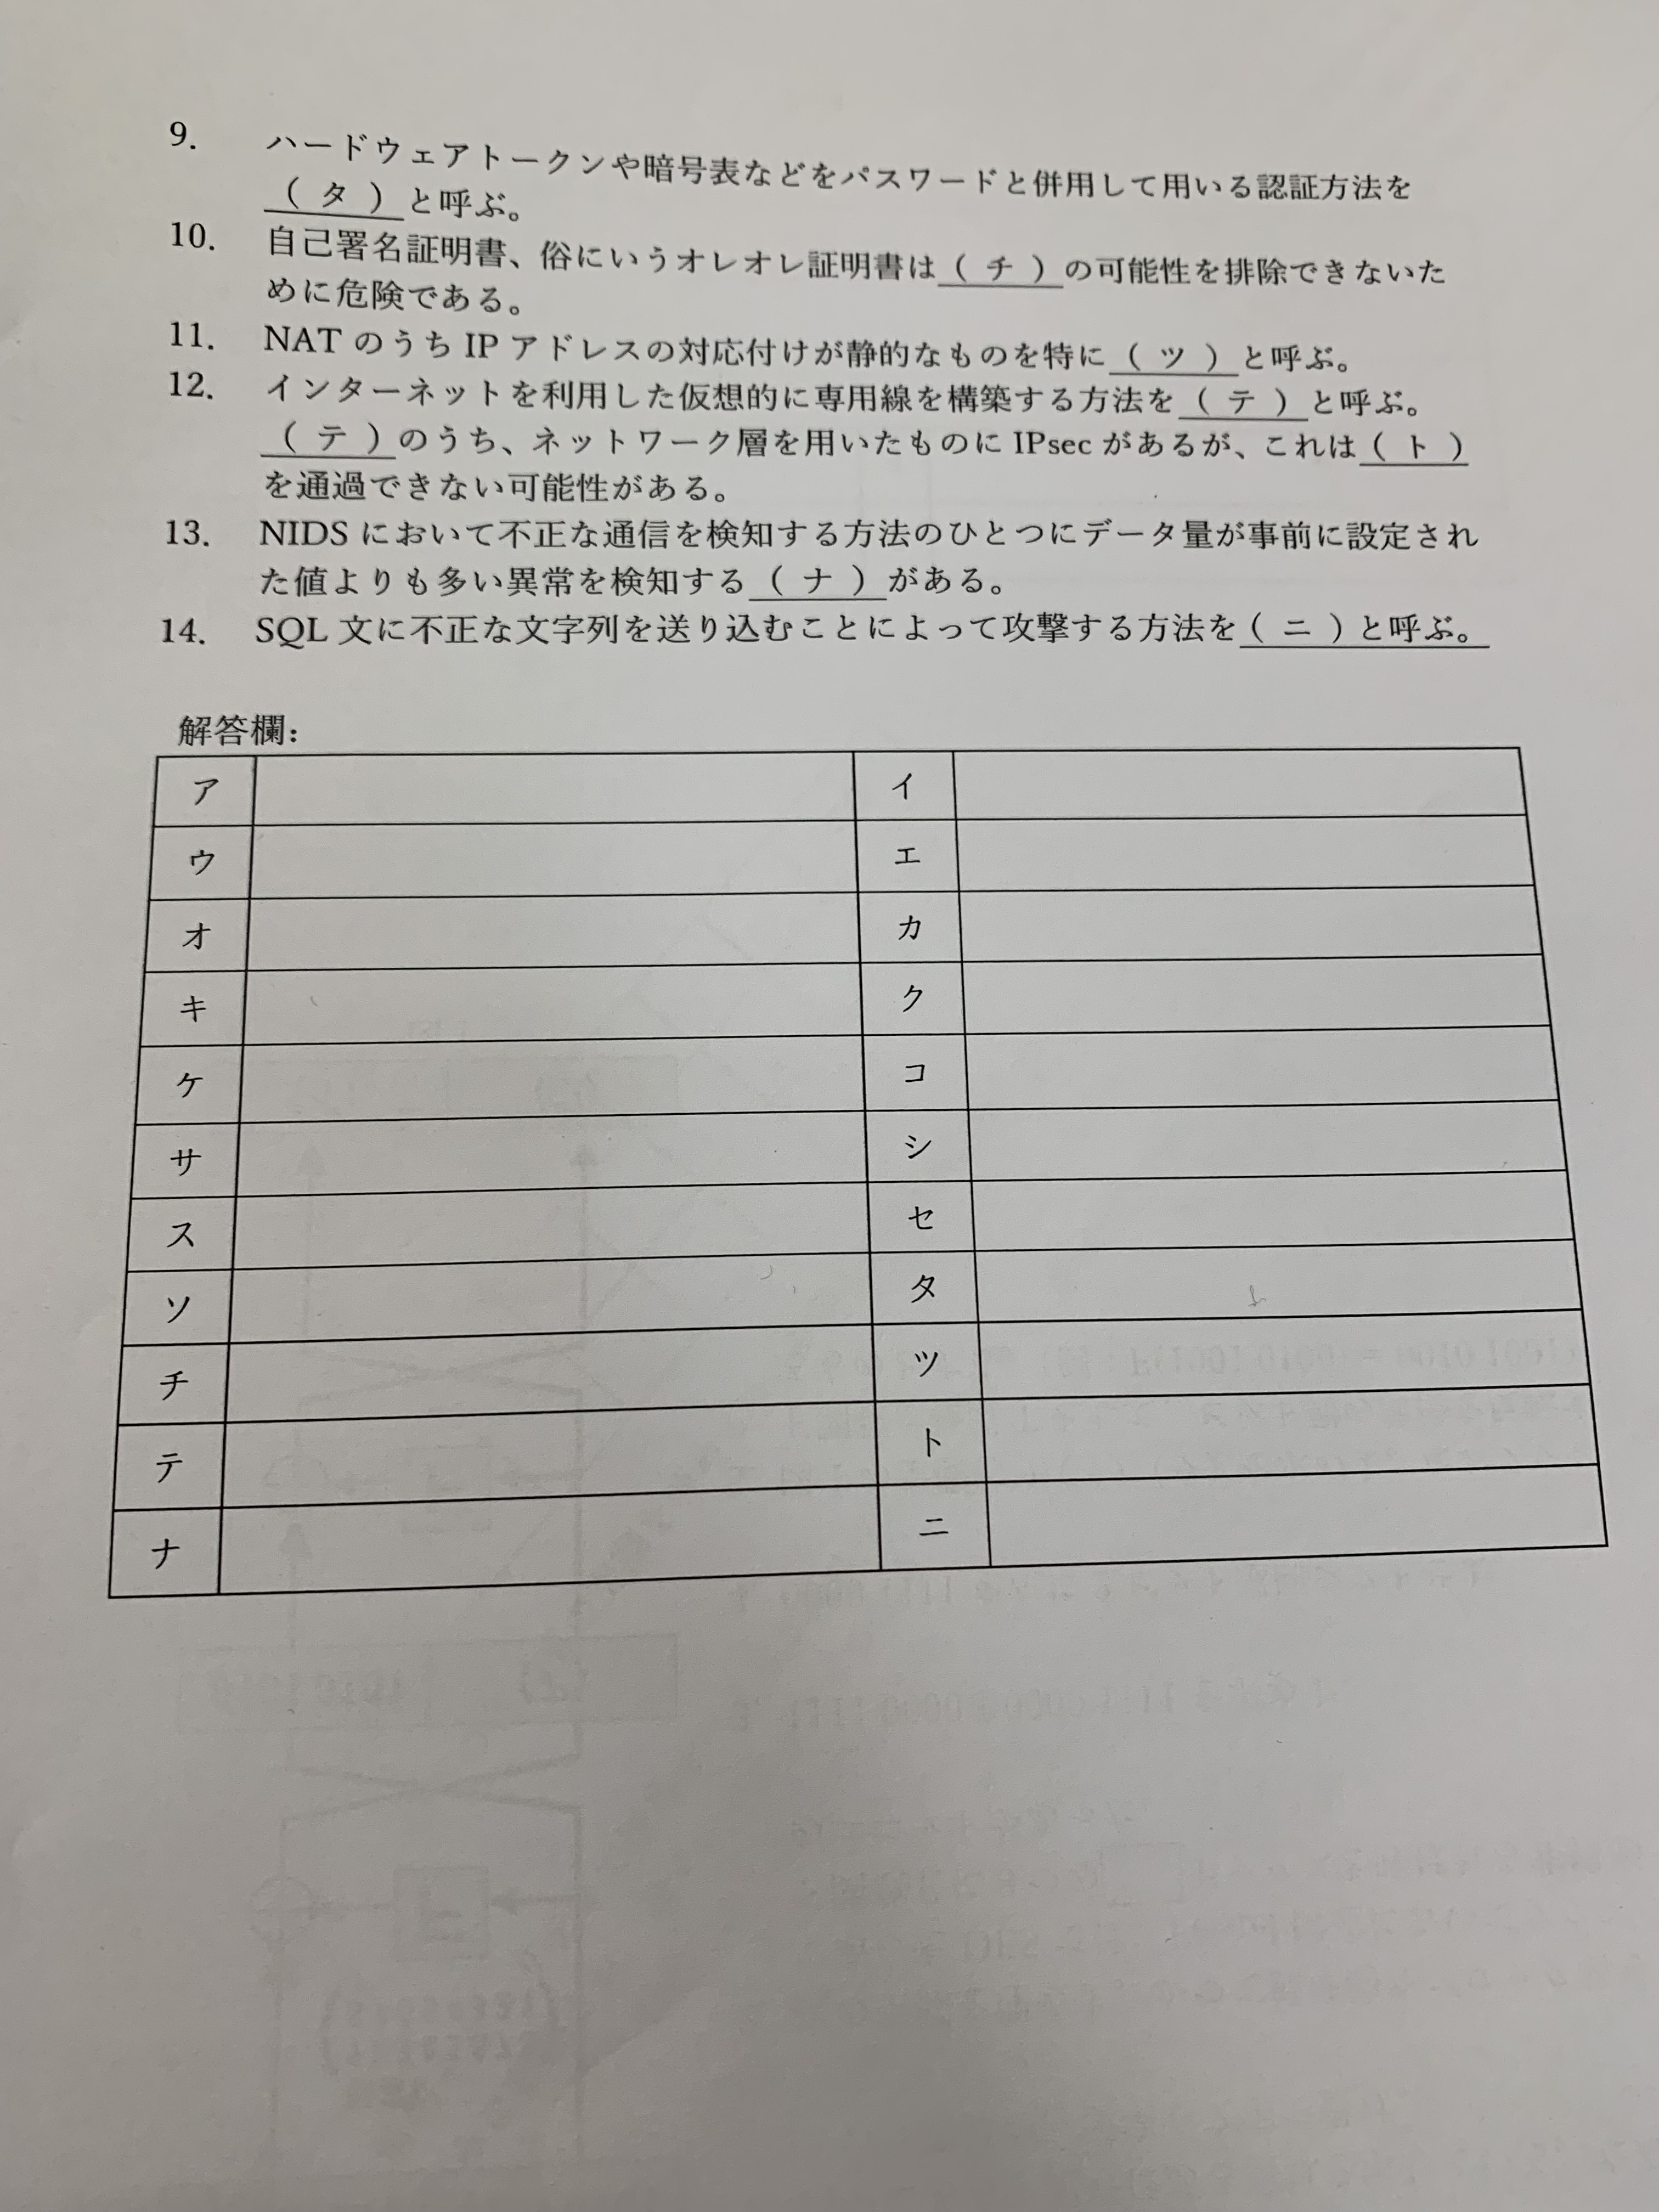 9. ハードウェアトークンや暗号表などをパスワードと併用して用いる認証方法を
（ タ ）と呼ぶ。
10. 自己署名証明書、俗にいうオレオレ証明書は（ チ ）の可能性を排除できないた
めに危険である。
11. NAT のうち IP アドレスの対応付けが静的なものを特に（ ツ ）と呼ぶ。
12. インターネットを利用した仮想的に専用線を構築する方法を（ テ ）と呼ぶ。
（ テ ）のうち、ネットワーク層を用いたものに IPsec があるが、これは（ ト ）
を通過できない可能性がある。
13. NIDS において不正な通信を検知する方法のひとつにデータ量が事前に設定され
た値よりも多い異常を検知する（ ナ ）がある。
14. SQL 文に不正な文字列を送り込むことによって攻撃する方法を（ ニ ）と呼ぶ。
解答欄：
ア イ
ウ エ
オ カ
キ ク
ケ コ
サ シ
ス セ
ソ タ
チ ツ
テ ト
ナ ニ